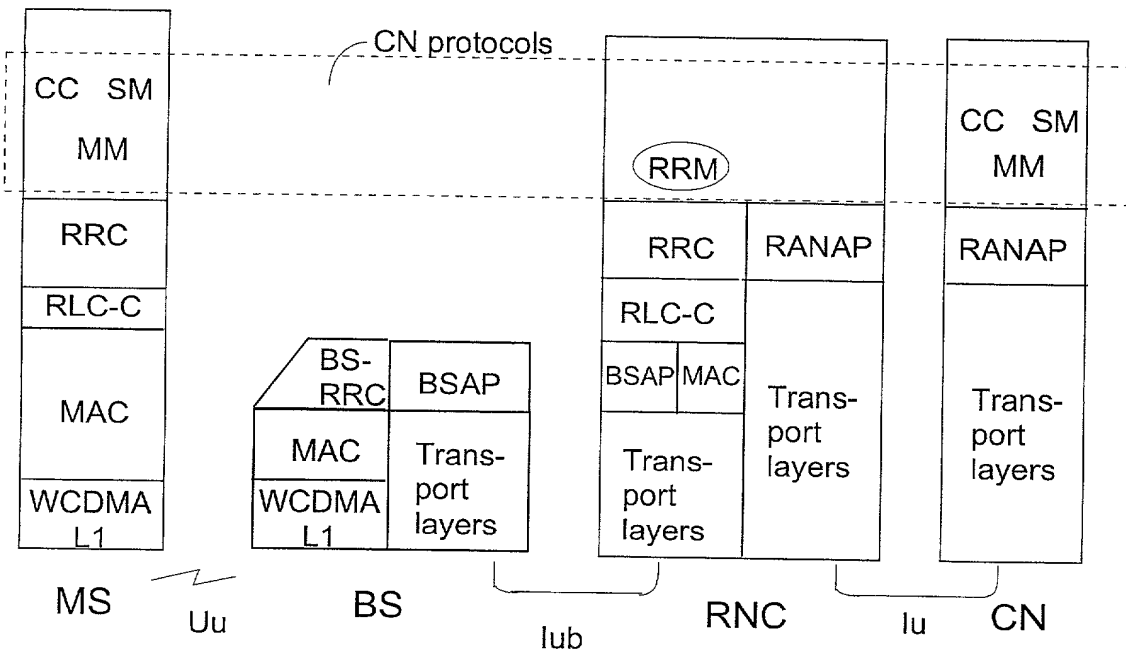 CN protocols
CC SM
MM
RRC
RLC-C
MAC
WCDMA
L1
MS
Uu
BS-
RRC
BSAP
MAC
Trans-
port
layers
WCDMA
L1
BS
Iub
RRM
RRC
RANAP
RLC-C
BSAP
MAC
Trans-
port
layers
Trans-
port
layers
RNC
Iu
CC SM
MM
RANAP
Trans-
port
layers
CN